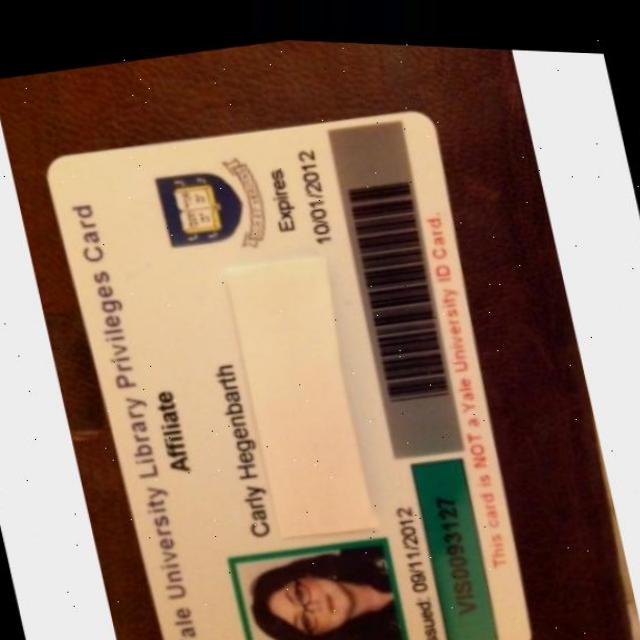 ale University Library Privileges Card
Affiliate
Carly Hegenbarth
Expires
10/01/2012
ssued: 09/11/2012
VIS0093127
This card is NOT a Yale University ID Card.